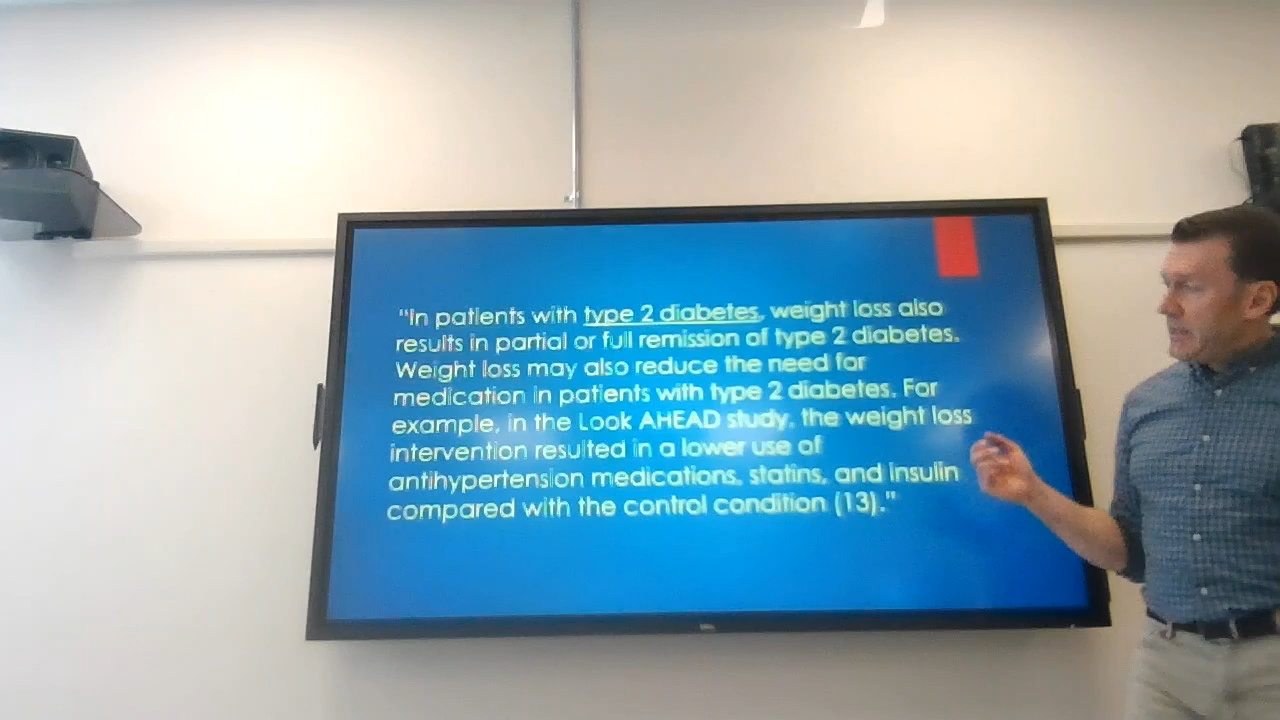 "In patients with type 2 diabetes, weight loss also
results in partial or full remission of type 2 diabetes.
Weight loss may also reduce the need for
medication in patients with type 2 diabetes. For
example, in the Look AHEAD study, the weight loss
intervention resulted in a lower use of
antihypertension medications, statins, and insulin
compared with the control condition (13)."